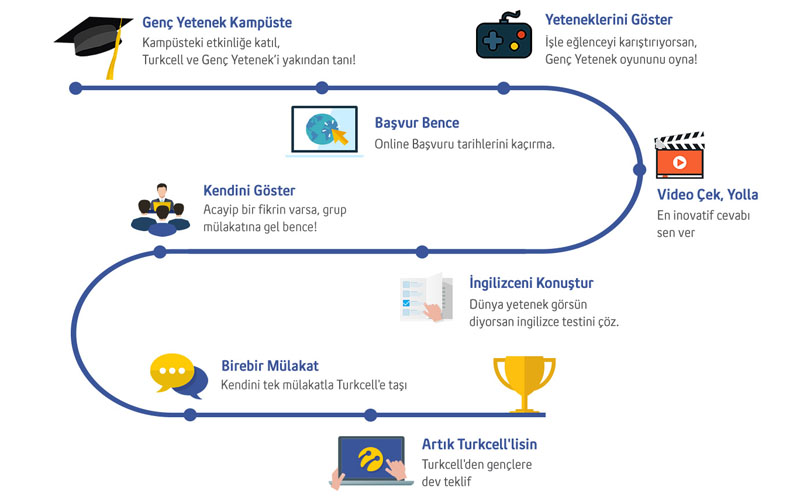 Genç Yetenek Kampüste
Kampüsteki etkinliğe katıl,
Turkcell ve Genç Yetenek'i yakından tanı!
Başvur Bence
Online Başvuru tarihlerini kaçırma.
Yeteneklerini Göster
İşle eğlenceyi karıştırıyorsan,
Genç Yetenek oyununu oyna!
Video Çek, Yolla
En inovatif cevabı
sen ver
İngilizceni Konuştur
Dünya yetenek görsün
diyorsan ingilizce testini çöz.
Kendini Göster
Acayip bir fikrin varsa, grup
mülakatına gel bence!
Birebir Mülakat
Kendini tek mülakatla Turkcell'e taşı
Artık Turkcell'lisin
Turkcell'den gençlere
dev teklif